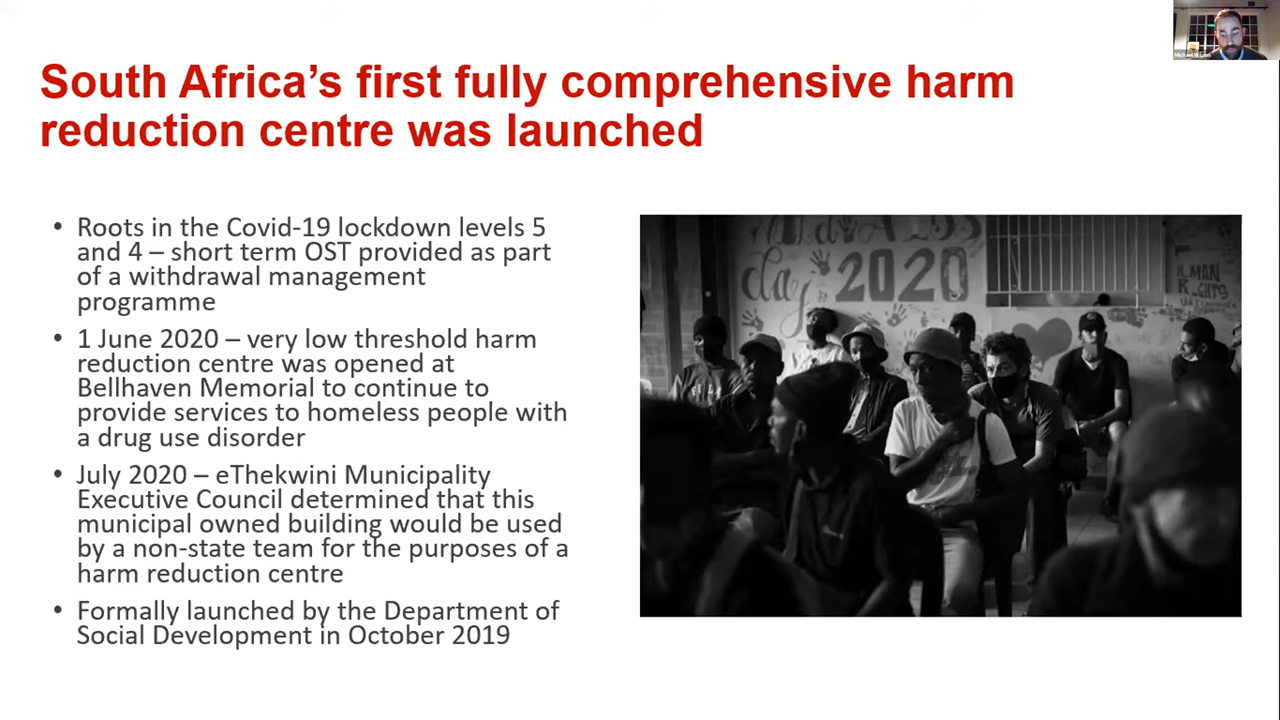 South Africa’s first fully comprehensive harm
reduction centre was launched
• Roots in the Covid-19 lockdown levels 5
and 4 – short term OST provided as part
of a withdrawal management
programme
• 1 June 2020 – very low threshold harm
reduction centre was opened at
Bellhaven Memorial to continue to
provide services to homeless people with
a drug use disorder
• July 2020 – eThekwini Municipality
Executive Council determined that this
municipal owned building would be used
by a non-state team for the purposes of a
harm reduction centre
• Formally launched by the Department of
Social Development in October 2019
AIDS
day 2020
Michael